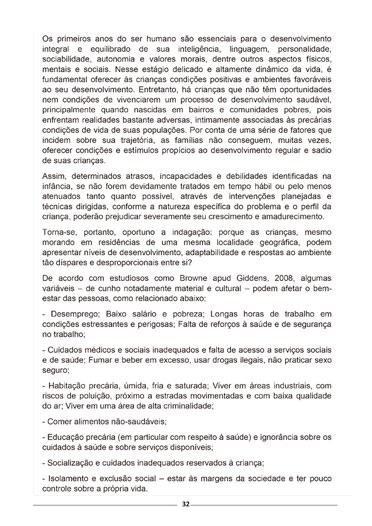 Os primeiros anos do ser humano são essenciais para o desenvolvimento
integral e equilibrado de sua inteligência, linguagem, personalidade,
sociabilidade, autonomia e valores morais, dentre outros aspectos físicos,
mentais e sociais. Nesse estágio delicado e altamente dinâmico da vida, é
fundamental oferecer às crianças condições positivas e ambientes favoráveis
ao seu desenvolvimento. Entretanto, há crianças que não têm oportunidades
nem condições de vivenciarem um processo de desenvolvimento saudável,
principalmente quando nascidas em bairros e comunidades pobres, pois
enfrentam realidades bastante adversas, intimamente associadas às precárias
condições de vida de suas populações. Por conta de uma série de fatores que
incidem sobre sua trajetória, as famílias não conseguem, muitas vezes,
oferecer condições e estímulos propícios ao desenvolvimento regular e sadio
de suas crianças.
Assim, determinados atrasos, incapacidades e debilidades identificadas na
infância, se não forem devidamente tratados em tempo hábil ou pelo menos
atenuados tanto quanto possível, através de intervenções planejadas e
técnicas dirigidas, conforme a natureza específica do problema e o perfil da
criança, poderão prejudicar severamente seu crescimento e amadurecimento.
Torna-se, portanto, oportuno a indagação: porque as crianças, mesmo
morando em residências de uma mesma localidade geográfica, podem
apresentar níveis de desenvolvimento, adaptabilidade e respostas ao ambiente
tão díspares e desproporcionais entre si?
De acordo com estudiosos como Browne apud Giddens, 2008, algumas
variáveis – de cunho notadamente material e cultural – podem afetar o bem-
estar das pessoas, como relacionado abaixo:
- Desemprego; Baixo salário e pobreza; Longas horas de trabalho em
condições estressantes e perigosas; Falta de reforços à saúde e de segurança
no trabalho;
- Cuidados médicos e sociais inadequados e falta de acesso a serviços sociais
e de saúde; Fumar e beber em excesso, usar drogas ilegais, não praticar sexo
seguro;
- Habitação precária, úmida, fria e saturada; Viver em áreas industriais, com
riscos de poluição, próximo a estradas movimentadas e com baixa qualidade
do ar; Viver em uma área de alta criminalidade;
- Comer alimentos não-saudáveis;
- Educação precária (em particular com respeito à saúde) e ignorância sobre os
cuidados à saúde e sobre serviços disponíveis;
- Socialização e cuidados inadequados reservados à criança;
- Isolamento e exclusão social – estar às margens da sociedade e ter pouco
controle sobre a própria vida.
32